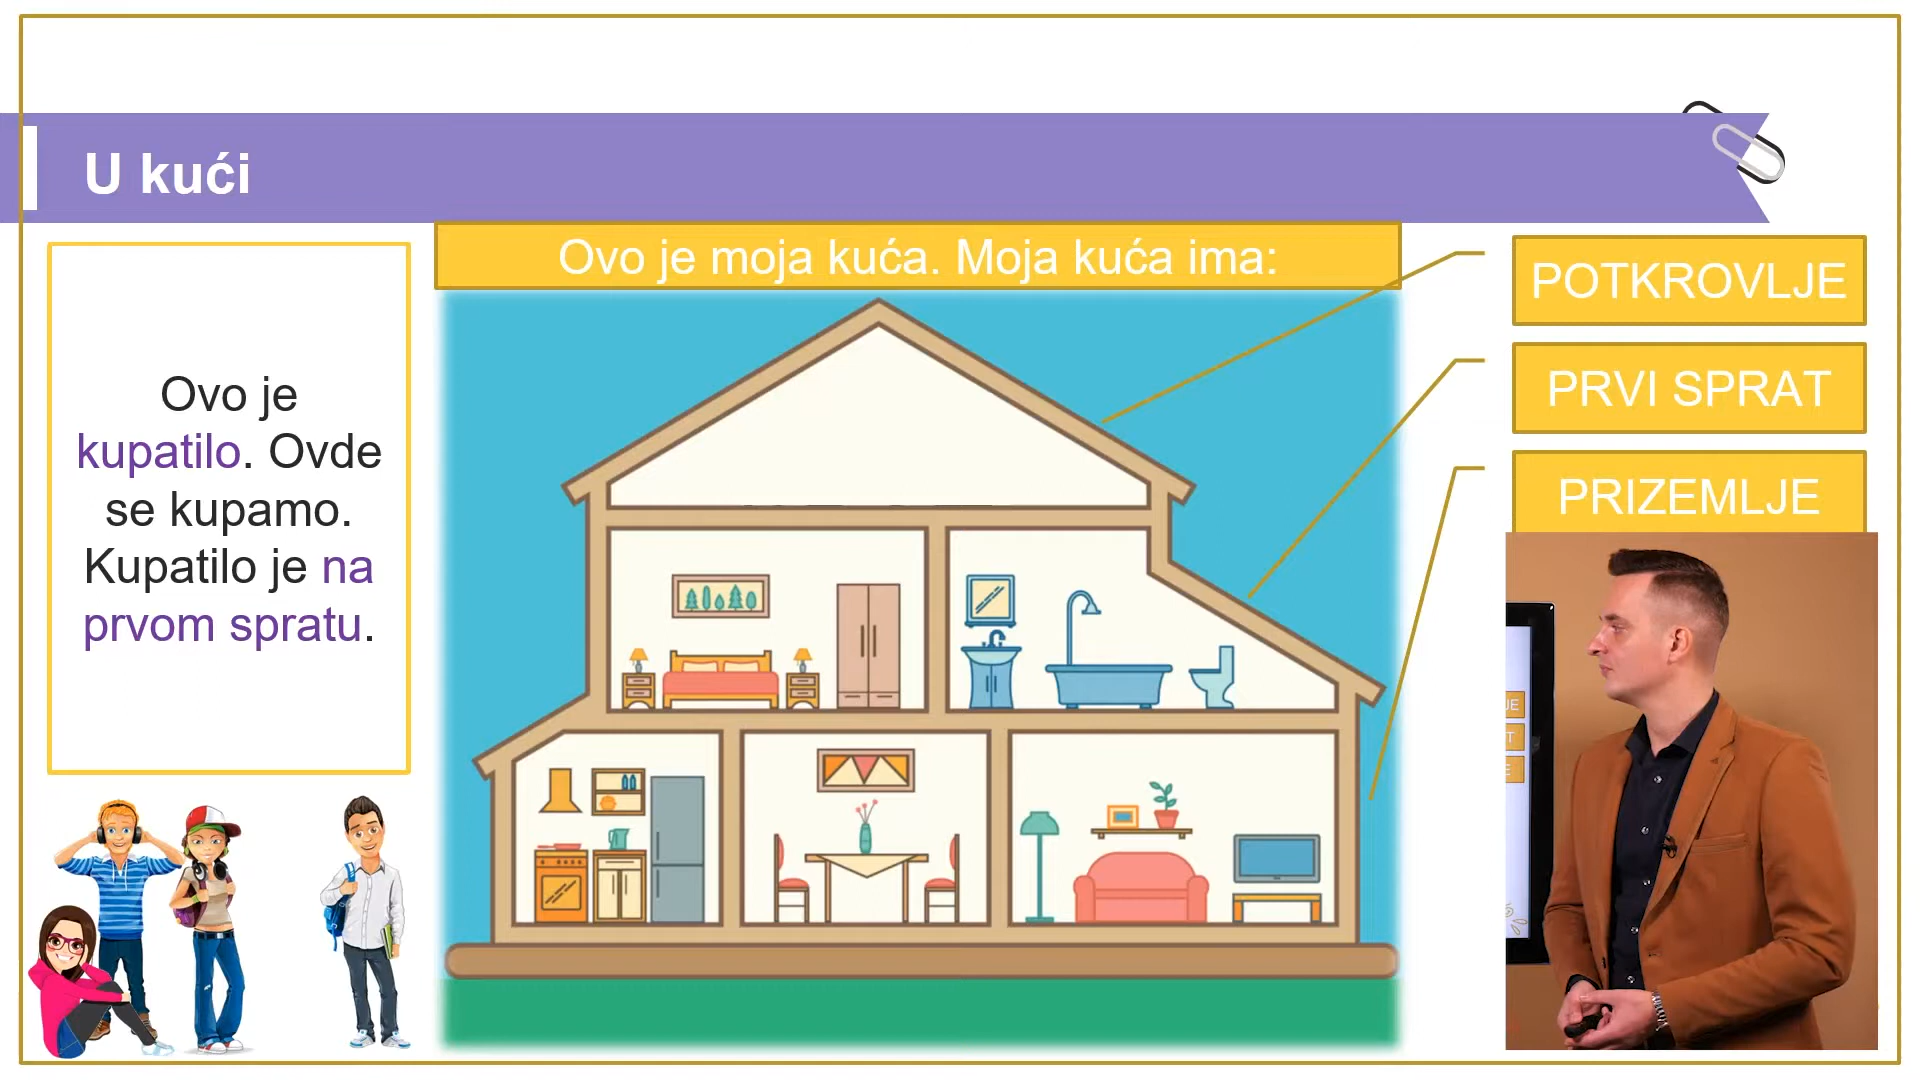 U kući
Ovo je moja kuća. Moja kuća ima:
Ovo je
kupatilo. Ovde
se kupamo.
Kupatilo je na
prvom spratu.
POTKROVLJE
PRVI SPRAT
PRIZEMLJE
JE
T
E